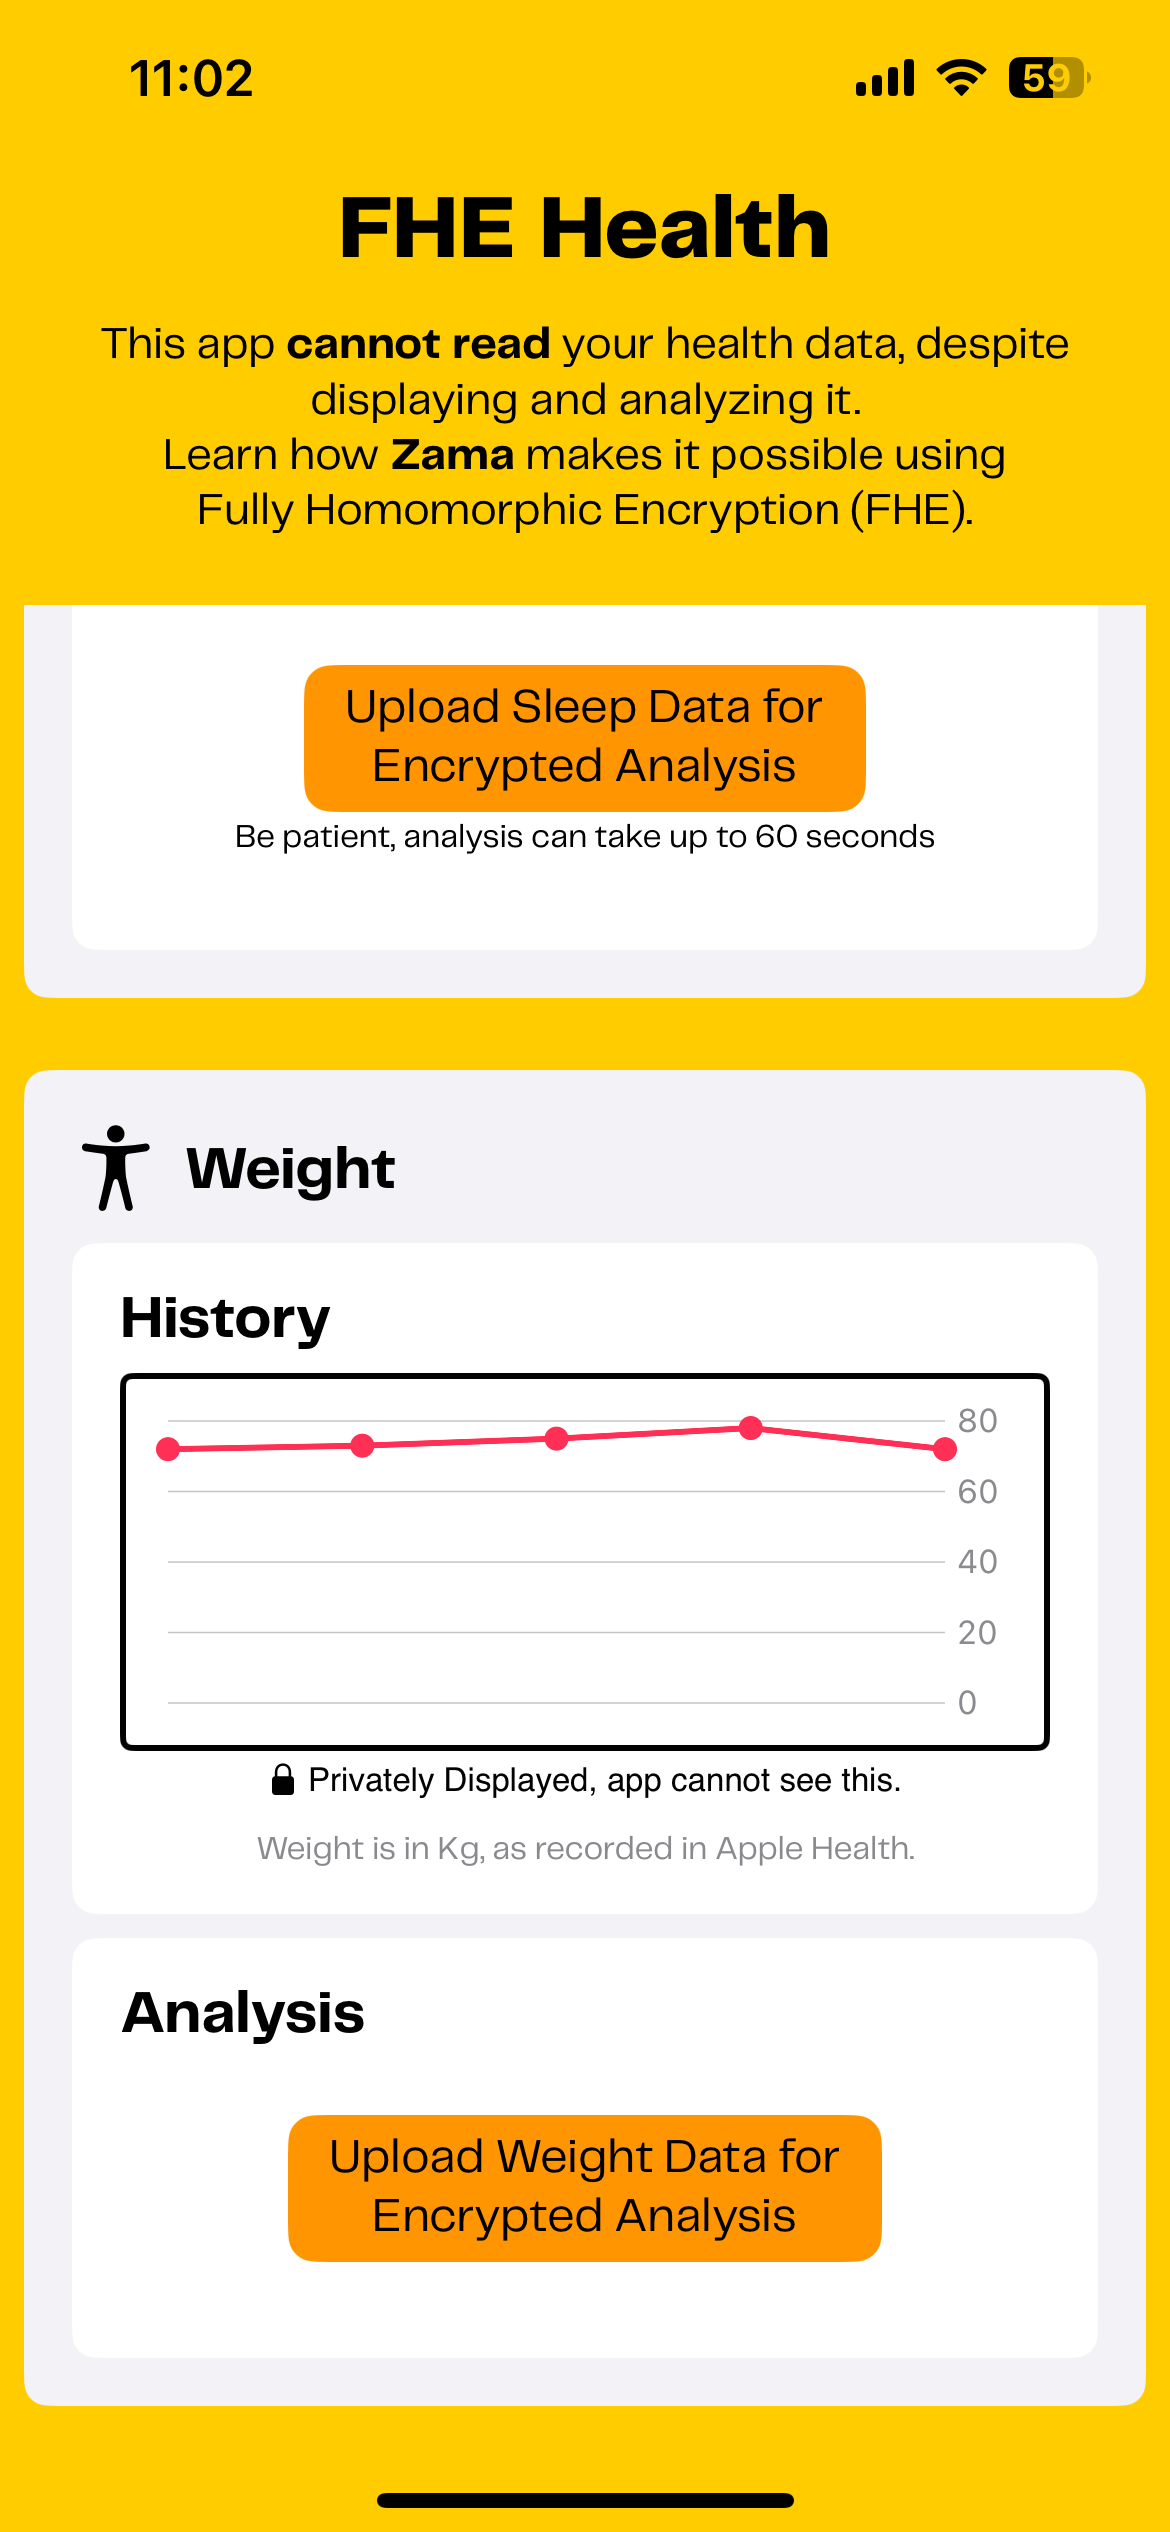 11:02
59
FHE Health
This app cannot read your health data, despite
displaying and analyzing it.
Learn how Zama makes it possible using
Fully Homomorphic Encryption (FHE).
Upload Sleep Data for
Encrypted Analysis
Be patient, analysis can take up to 60 seconds
Weight
History
80
60
40
20
0
Privately Displayed, app cannot see this.
Weight is in Kg, as recorded in Apple Health.
Analysis
Upload Weight Data for
Encrypted Analysis